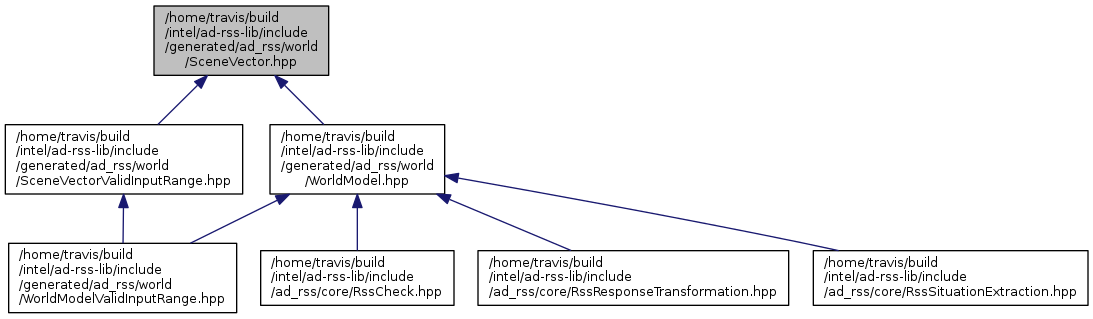 /home/travis/build
/intel/ad-rss-lib/include
/generated/ad_rss/world
/SceneVector.hpp
/home/travis/build
/intel/ad-rss-lib/include
/generated/ad_rss/world
/SceneVectorValidInputRange.hpp
/home/travis/build
/intel/ad-rss-lib/include
/generated/ad_rss/world
/WorldModel.hpp
/home/travis/build
/intel/ad-rss-lib/include
/generated/ad_rss/world
/WorldModelValidInputRange.hpp
/home/travis/build
/intel/ad-rss-lib/include
/ad_rss/core/RssCheck.hpp
/home/travis/build
/intel/ad-rss-lib/include
/ad_rss/core/RssResponseTransformation.hpp
/home/travis/build
/intel/ad-rss-lib/include
/ad_rss/core/RssSituationExtraction.hpp